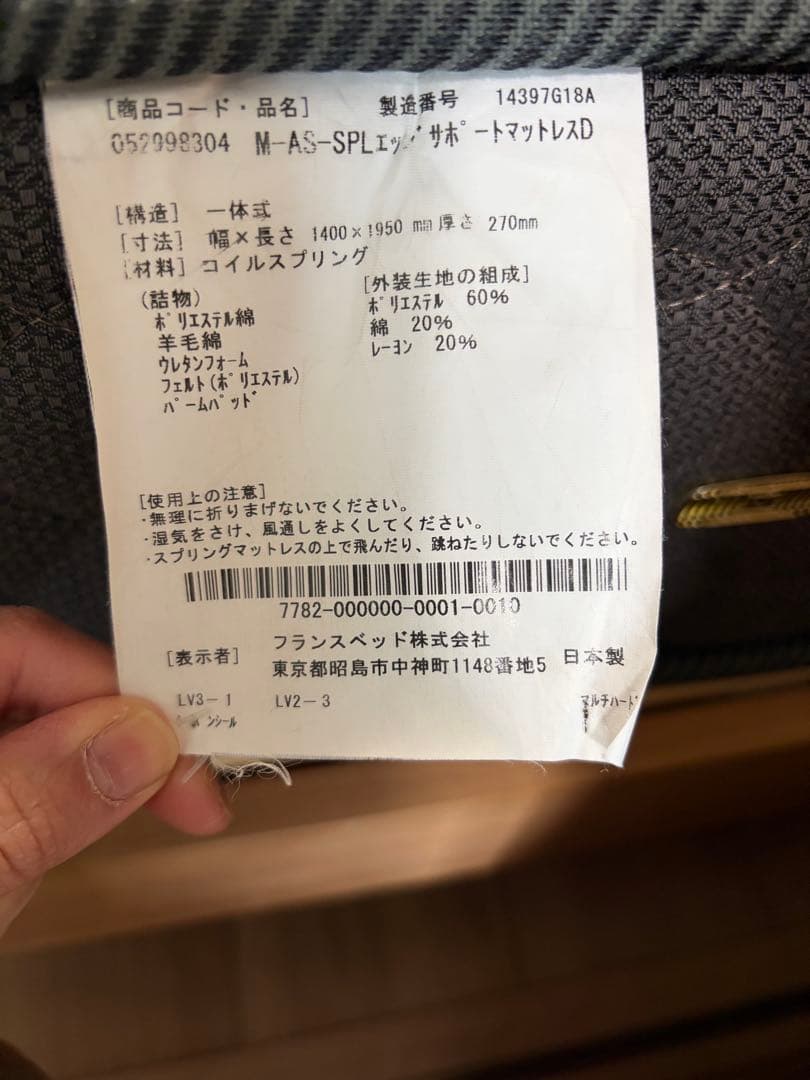 [商品コード・品名] 製造番号 14397G18A
052998304 M-AS-SPLエッジサポートマットレスD
[構造] 一体式
[寸法] 幅×長さ 1400×1950 mm 厚さ 270mm
[材料] コイルスプリング
(詰物) [外装生地の組成]
ポリエステル綿 ポリエステル 60%
羊毛綿 綿 20%
ウレタンフォーム レーヨン 20%
フェルト(ポリエステル)
パームパッド
[使用上の注意]
・無理に折りまげないでください。
・湿気をさけ、風通しをよくしてください。
・スプリングマットレスの上で飛んだり、跳ねたりしないでください。
7782-000000-0001-0010
[表示者] フランスベッド株式会社
東京都昭島市中神町1148番地5 日本製
LV3-1 LV2-3 マルチハード